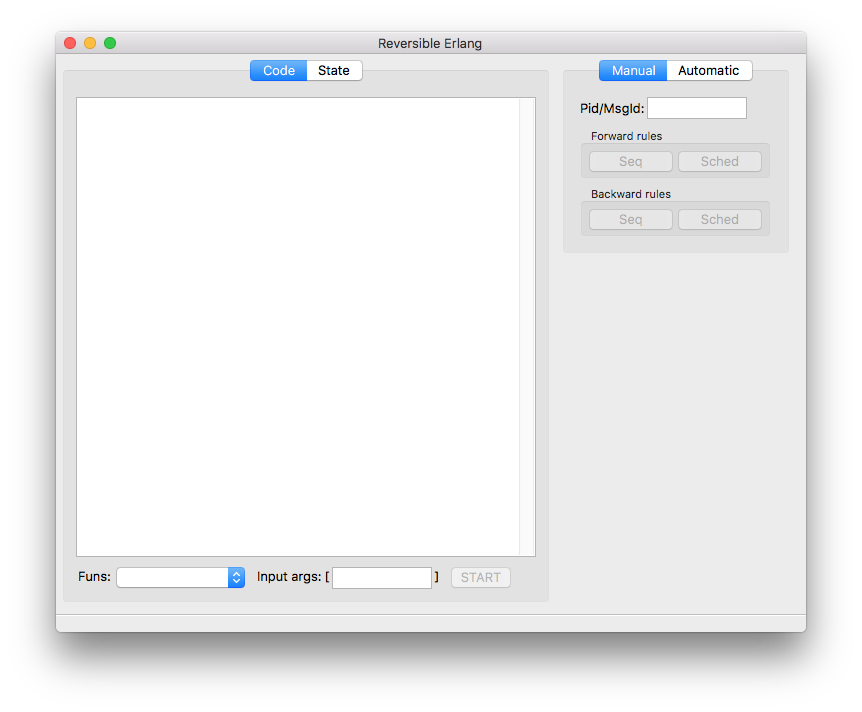 Reversible Erlang
Code State
Manual Automatic
Pid/MsgId:
Forward rules
Seq Sched
Backward rules
Seq Sched
Funs: Input args: [ ] START